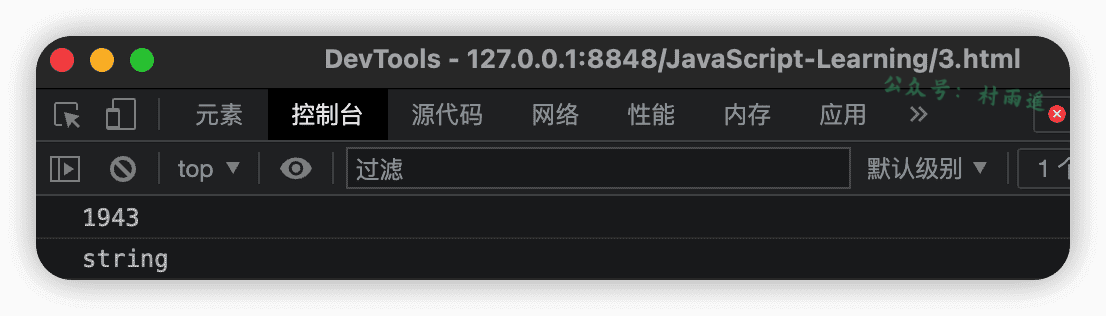 DevTools - 127.0.0.1:8848/JavaScript-Learning/3.html
公众号：村雨遥
元素 控制台 源代码 网络 性能 内存 应用 »
top 过滤 默认级别 1 个
1943
string